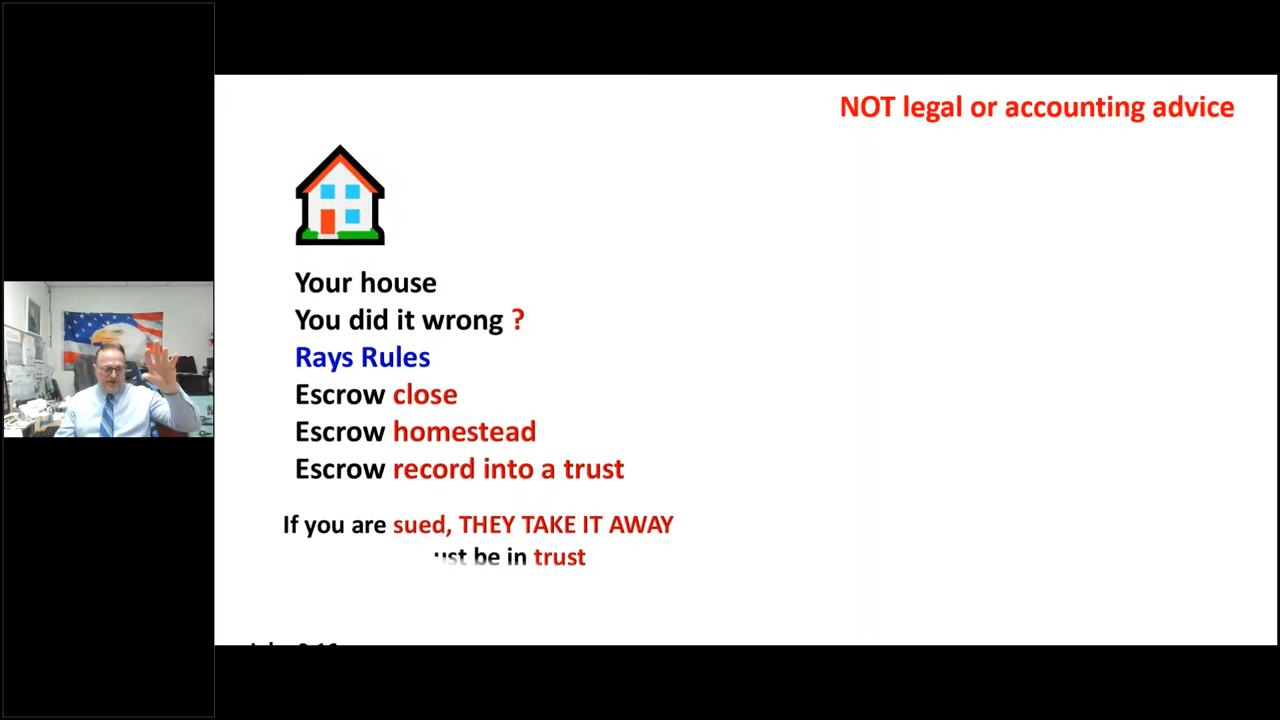 NOT legal or accounting advice
Your house
You did it wrong ?
Rays Rules
Escrow close
Escrow homestead
Escrow record into a trust
If you are sued, THEY TAKE IT AWAY
be in trust